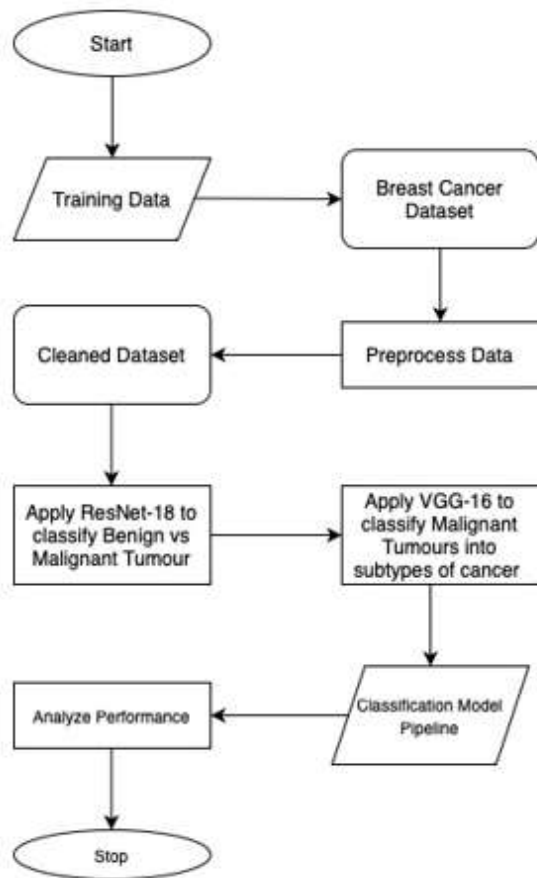 Start
Training Data
Breast Cancer
Dataset
Cleaned Dataset
Preprocess Data
Apply ResNet-18 to
classify Benign vs
Malignant Tumour
Apply VGG-16 to
classify Malignant
Tumours into
subtypes of cancer
Analyze Performance
Classification Model
Pipeline
Stop